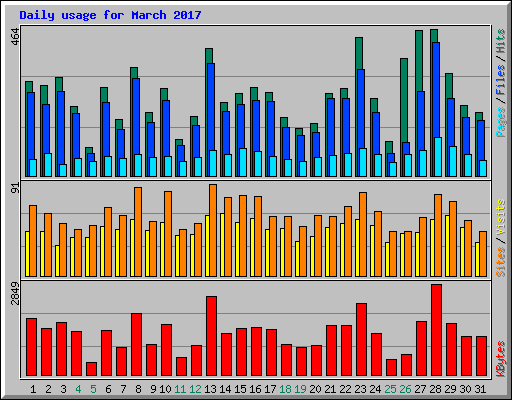 Daily usage for March 2017
464
Pages / Files / Hits
91
Sites / Visits
2849
KBytes
1 2 3 4 5 6 7 8 9 10 11 12 13 14 15 16 17 18 19 20 21 22 23 24 25 26 27 28 29 30 31